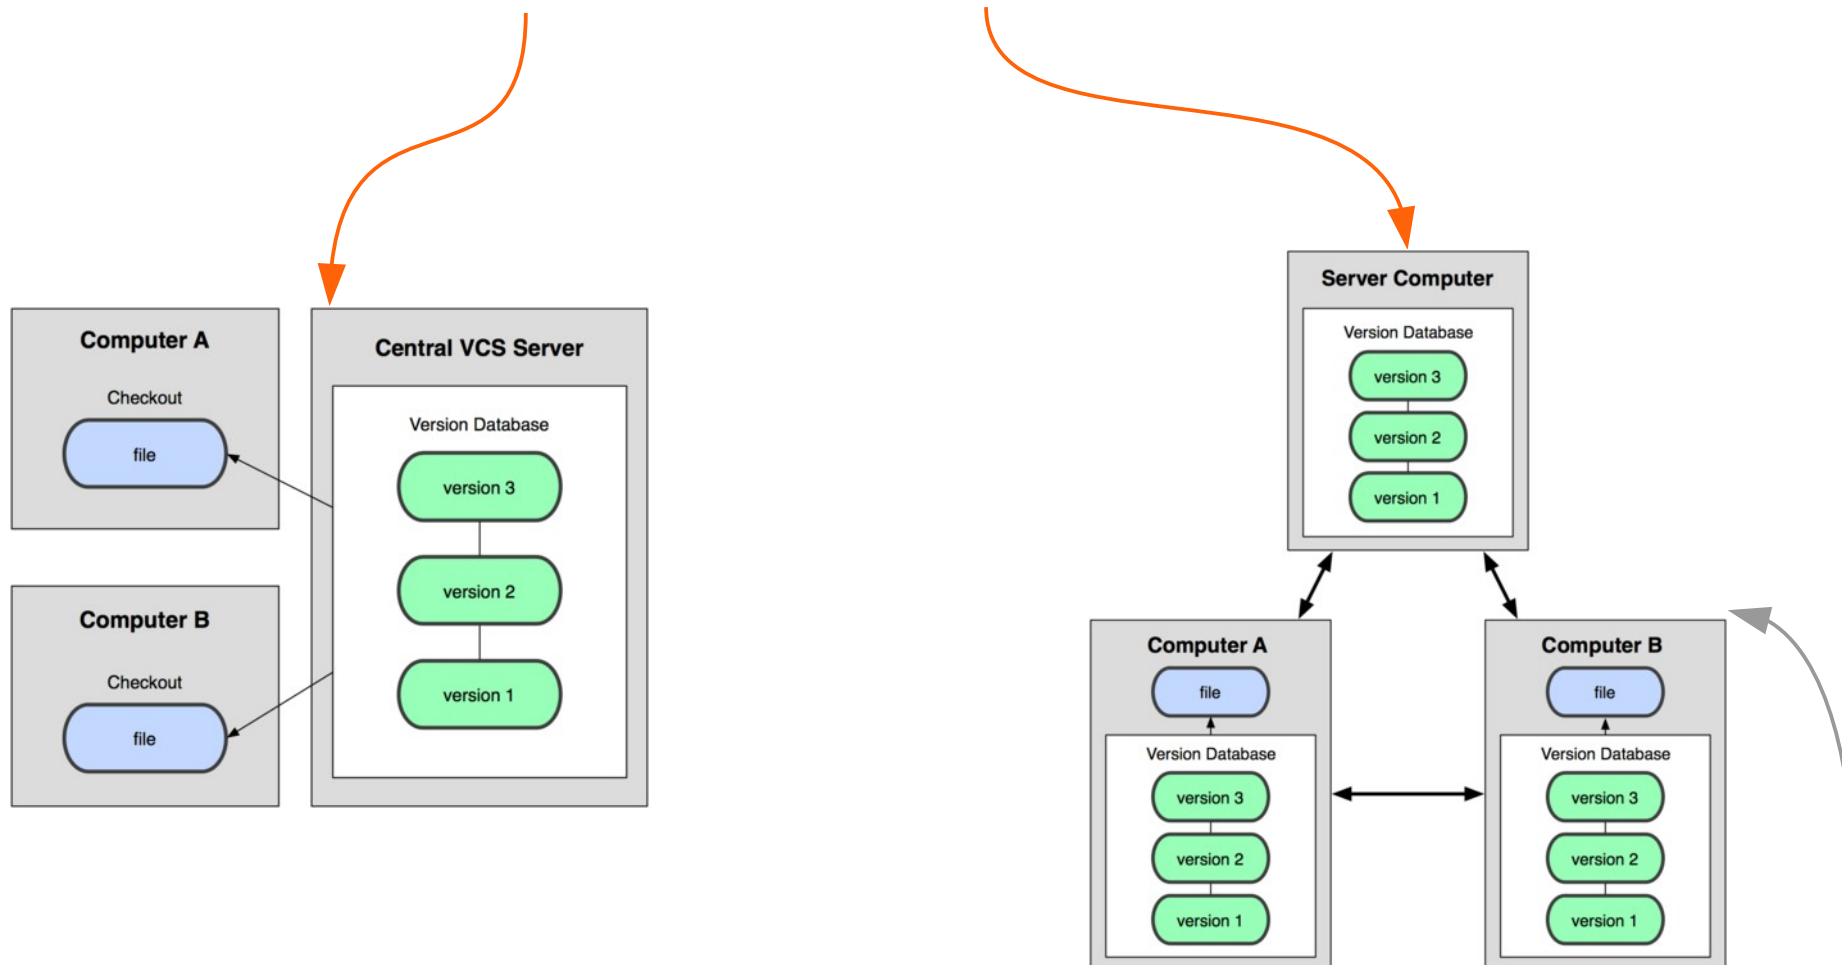 Computer A
Checkout
file
Computer B
Checkout
file
Central VCS Server
Version Database
version 3
version 2
version 1
Server Computer
Version Database
version 3
version 2
version 1
Computer A
file
Version Database
version 3
version 2
version 1
Computer B
file
Version Database
version 3
version 2
version 1